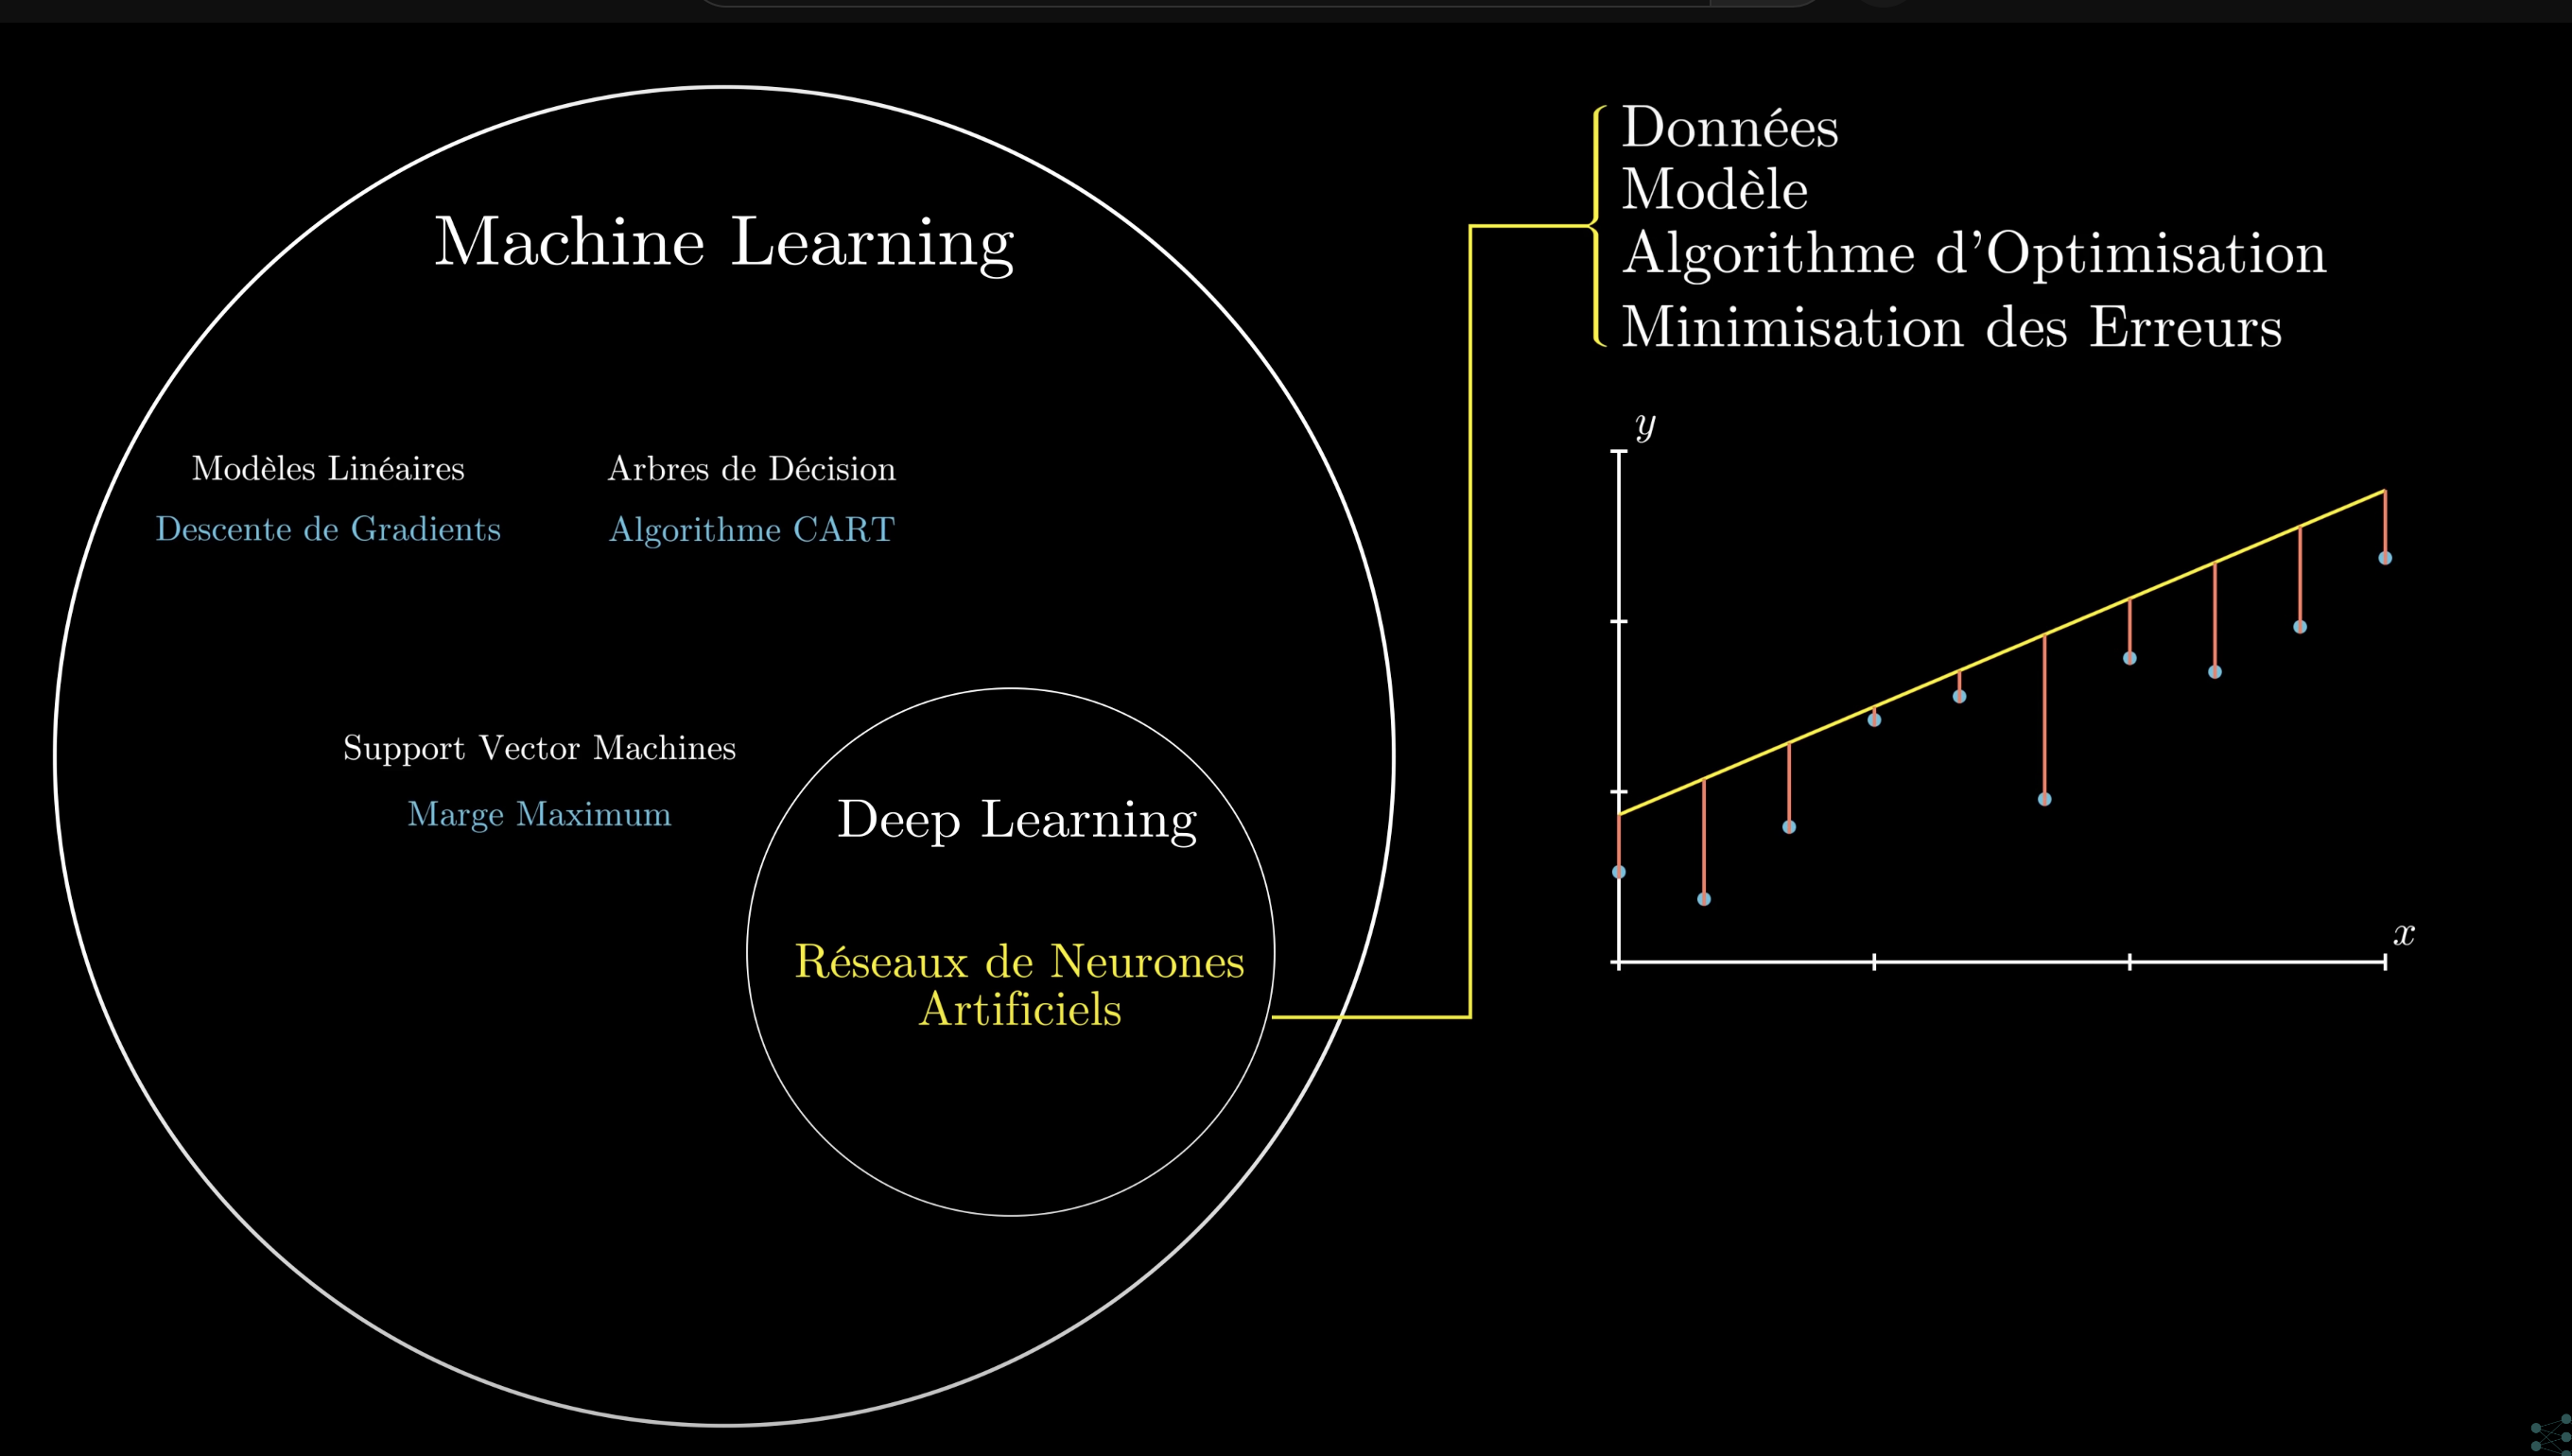 Machine Learning
Modèles Linéaires
Descente de Gradients
Arbres de Décision
Algorithme CART
Support Vector Machines
Marge Maximum
Deep Learning
Réseaux de Neurones
Artificiels
Données
Modèle
Algorithme d'Optimisation
Minimisation des Erreurs
y
x